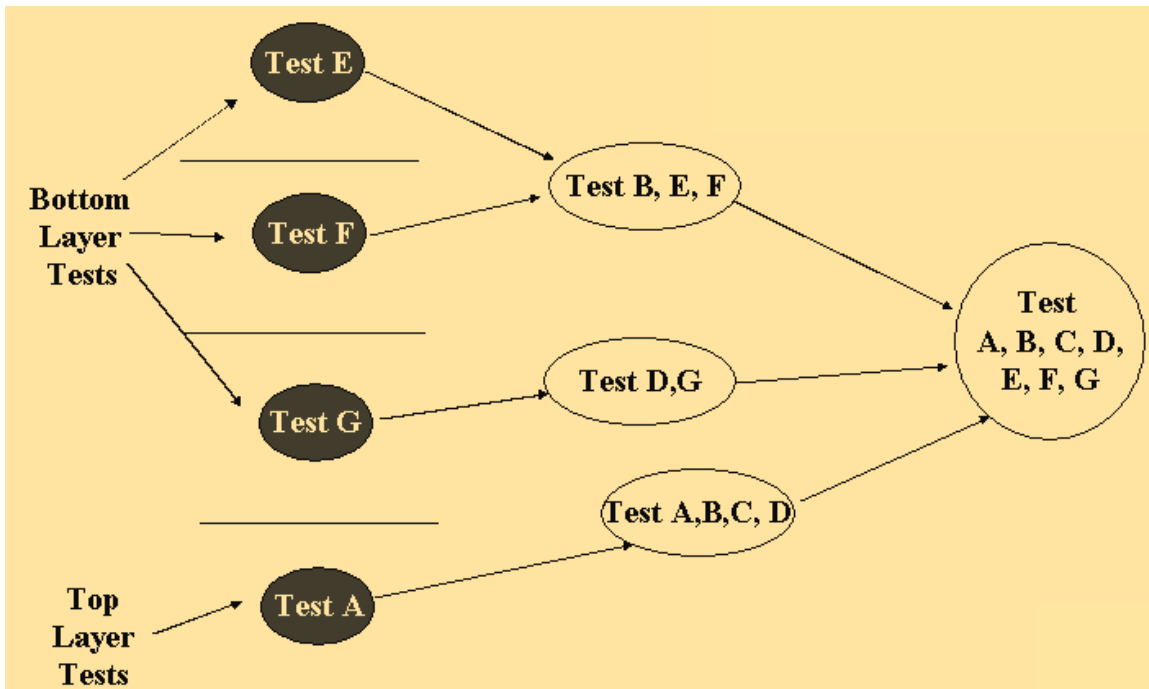 Test E
Test B, E, F
Bottom
Layer
Tests
Test F
Test
A, B, C, D,
E, F, G
Test D,G
Test G
Test A,B,C, D
Top
Layer
Tests
Test A